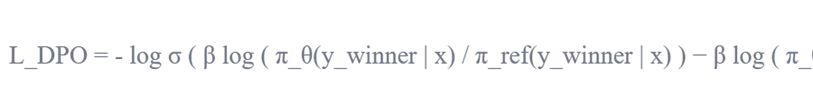 L_DPO = - log σ ( β log ( π_θ(y_winner | x) / π_ref(y_winner | x) ) − β log ( π_